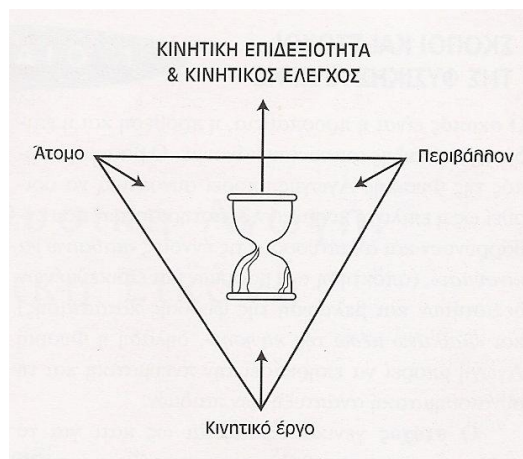 ΚΙΝΗΤΙΚΗ ΕΠΙΔΕΞΙΟΤΗΤΑ
& ΚΙΝΗΤΙΚΟΣ ΕΛΕΓΧΟΣ
Άτομο
Περιβάλλον
Κινητικό έργο